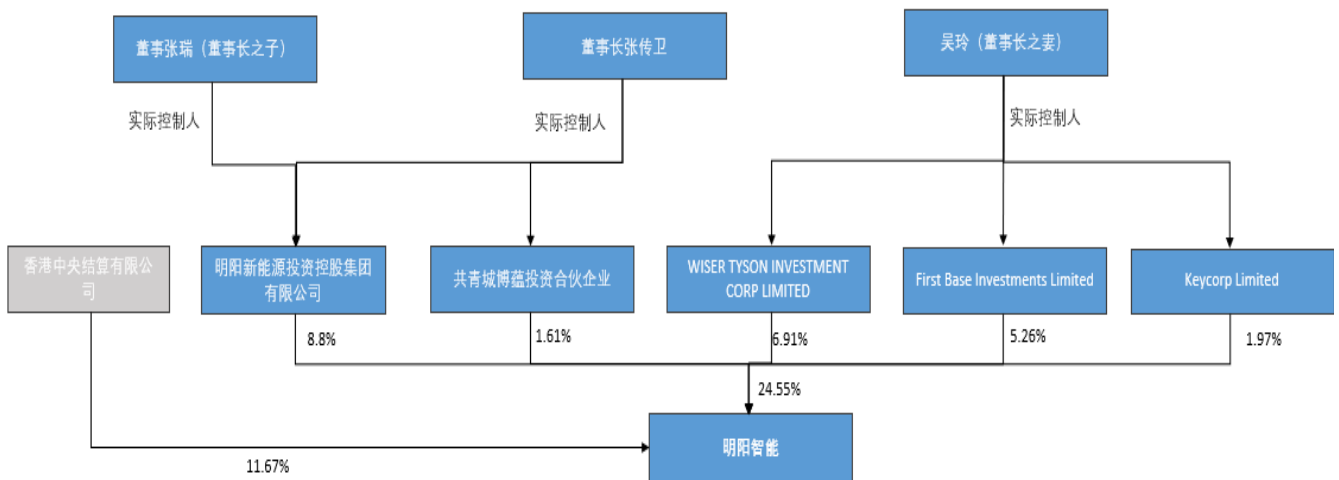 董事张瑞（董事长之子）
董事长张传卫
吴玲（董事长之妻）
实际控制人
实际控制人
实际控制人
香港中央结算有限公
司
明阳新能源投资控股集团
有限公司
共青城博蕴投资合伙企业
WISER TYSON INVESTMENT
CORP LIMITED
First Base Investments Limited
Keycorp Limited
8.8%
1.61%
6.91%
5.26%
1.97%
24.55%
明阳智能
11.67%